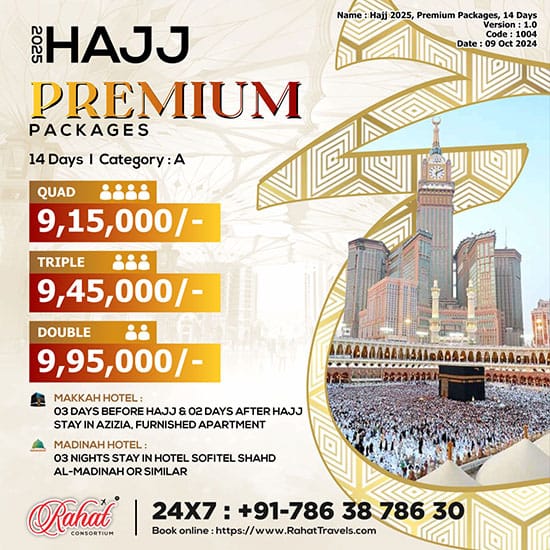 Name : Hajj 2025, Premium Packages, 14 Days
Version : 1.0
Code : 1004
Date : 09 Oct 2024
2025 HAJJ
PREMIUM
PACKAGES
14 Days I Category : A
QUAD
9,15,000/-
TRIPLE
9,45,000/-
DOUBLE
9,95,000/-
MAKKAH HOTEL :
03 DAYS BEFORE HAJJ & 02 DAYS AFTER HAJJ
STAY IN AZIZIA, FURNISHED APARTMENT
MADINAH HOTEL :
03 NIGHTS STAY IN HOTEL SOFITEL SHAHD
AL-MADINAH OR SIMILAR
Rahat
CONSORTIUM
24X7 : +91-786 38 786 30
Book online : https://www.RahatTravels.com